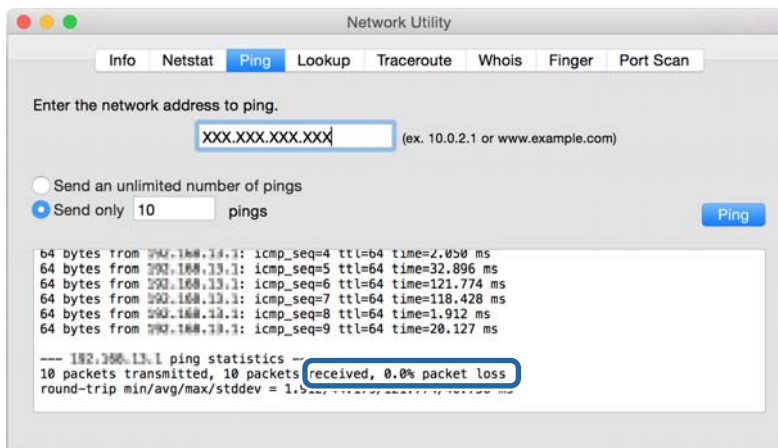 Network Utility
Info Netstat Ping Lookup Traceroute Whois Finger Port Scan
Enter the network address to ping.
XXX.XXX.XXX.XXX (ex. 10.0.2.1 or www.example.com)
Send an unlimited number of pings
Send only 10 pings
Ping
64 bytes from icmp_seq=4 ttl=64 time=2.050 ms
64 bytes from icmp_seq=5 ttl=64 time=32.896 ms
64 bytes from icmp_seq=6 ttl=64 time=121.774 ms
64 bytes from icmp_seq=7 ttl=64 time=118.428 ms
64 bytes from icmp_seq=8 ttl=64 time=1.912 ms
64 bytes from icmp_seq=9 ttl=64 time=20.127 ms
--- ping statistics --
10 packets transmitted, 10 packets received, 0.0% packet loss
round-trip min/avg/max/stddev = ms